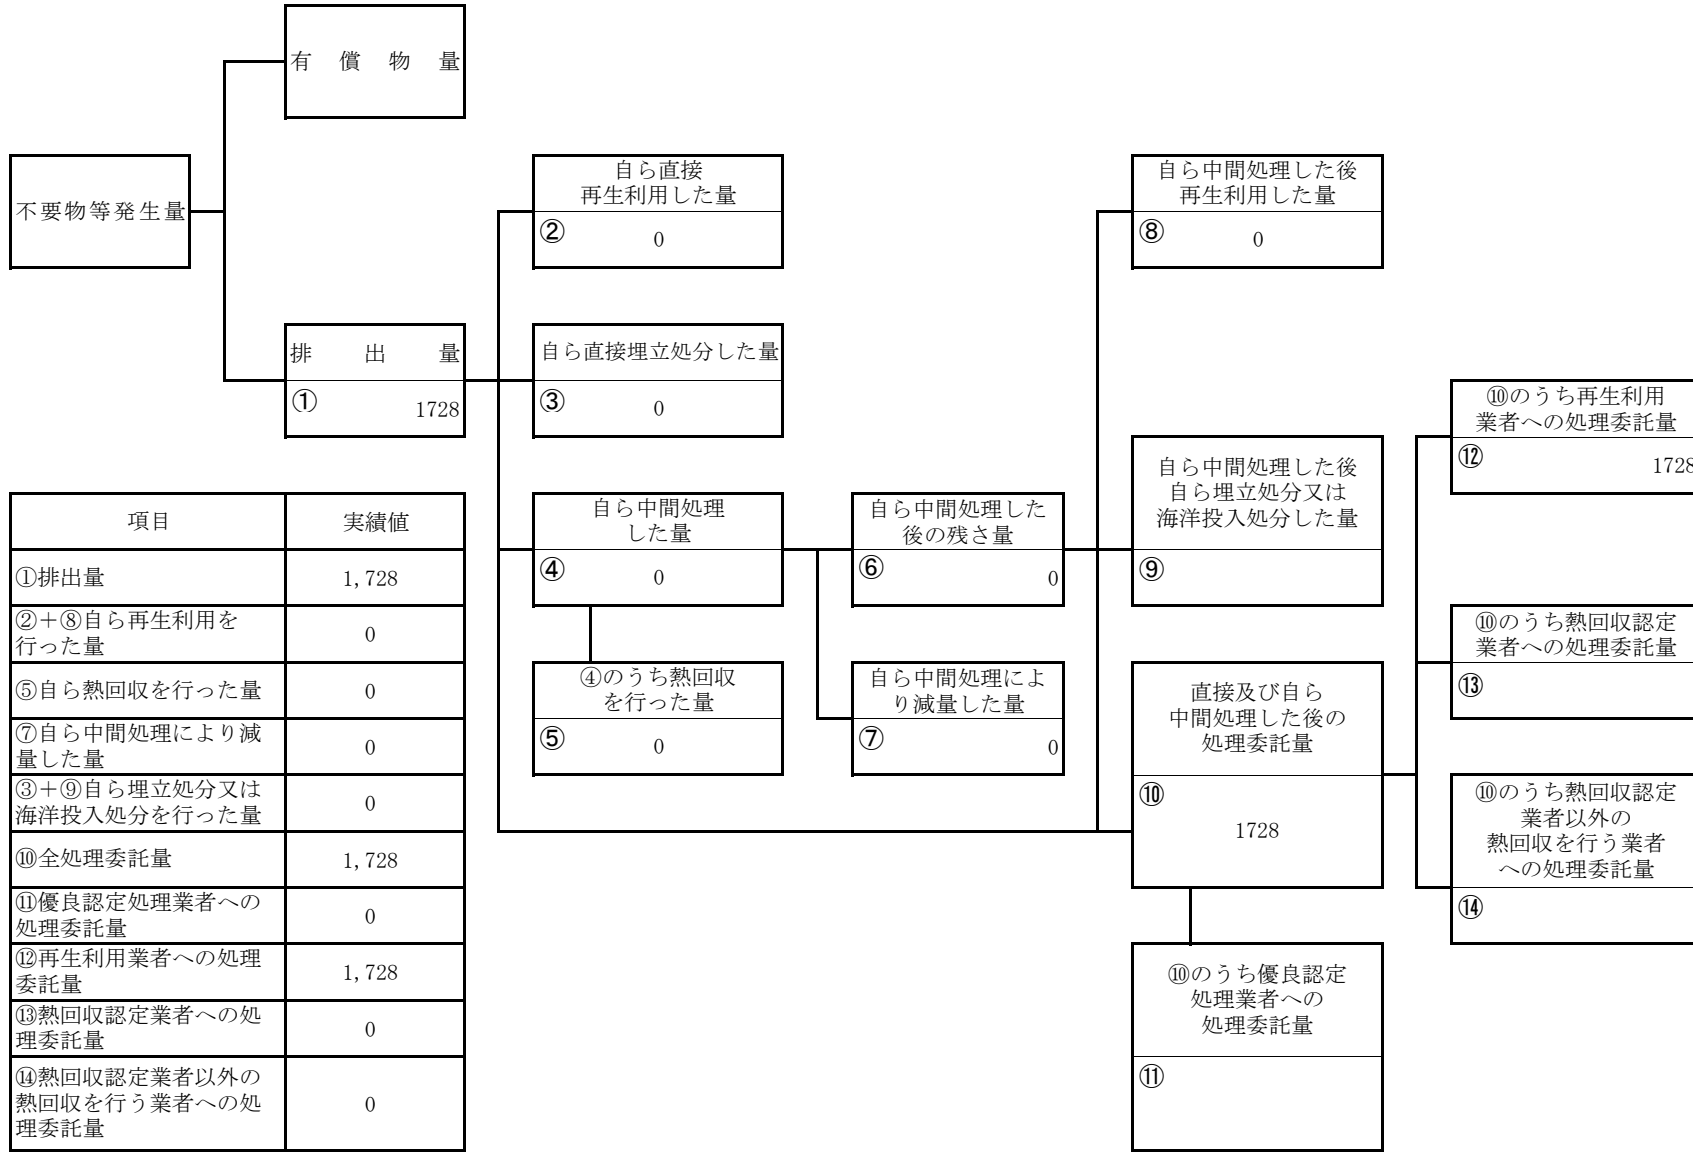 有償物量
不要物等発生量
自ら直接
再生利用した量
② 0
自ら中間処理した後
再生利用した量
⑧ 0
排出量
① 1728
自ら直接埋立処分した量
③ 0
⑩のうち再生利用
業者への処理委託量
⑫ 1728
自ら中間処理した後
自ら埋立処分又は
海洋投入処分した量
⑨
自ら中間処理
した量
④ 0
自ら中間処理した
後の残さ量
⑥ 0
④のうち熱回収
を行った量
⑤ 0
自ら中間処理によ
り減量した量
⑦ 0
⑩のうち熱回収認定
業者への処理委託量
⑬
直接及び自ら
中間処理した後の
処理委託量
⑩
1728
⑩のうち熱回収認定
業者以外の
熱回収を行う業者
への処理委託量
⑭
⑩のうち優良認定
処理業者への
処理委託量
⑪
項目 実績値
①排出量 1,728
②＋⑧自ら再生利用を
行った量 0
⑤自ら熱回収を行った量 0
⑦自ら中間処理により減
量した量 0
③＋⑨自ら埋立処分又は
海洋投入処分を行った量 0
⑩全処理委託量 1,728
⑪優良認定処理業者への
処理委託量 0
⑫再生利用業者への処理
委託量 1,728
⑬熱回収認定業者への処
理委託量 0
⑭熱回収認定業者以外の
熱回収を行う業者への処
理委託量 0